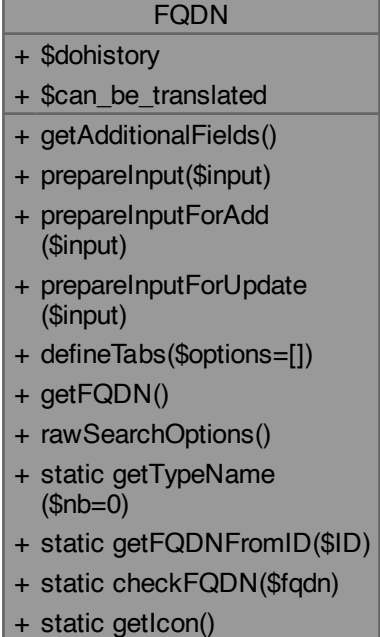 FQDN
+ $dohistory
+ $can_be_translated
+ getAdditionalFields()
+ prepareInput($input)
+ prepareInputForAdd
($input)
+ prepareInputForUpdate
($input)
+ defineTabs($options=[])
+ getFQDN()
+ rawSearchOptions()
+ static getTypeName
($nb=0)
+ static getFQDNFromID($ID)
+ static checkFQDN($fqdn)
+ static getIcon()